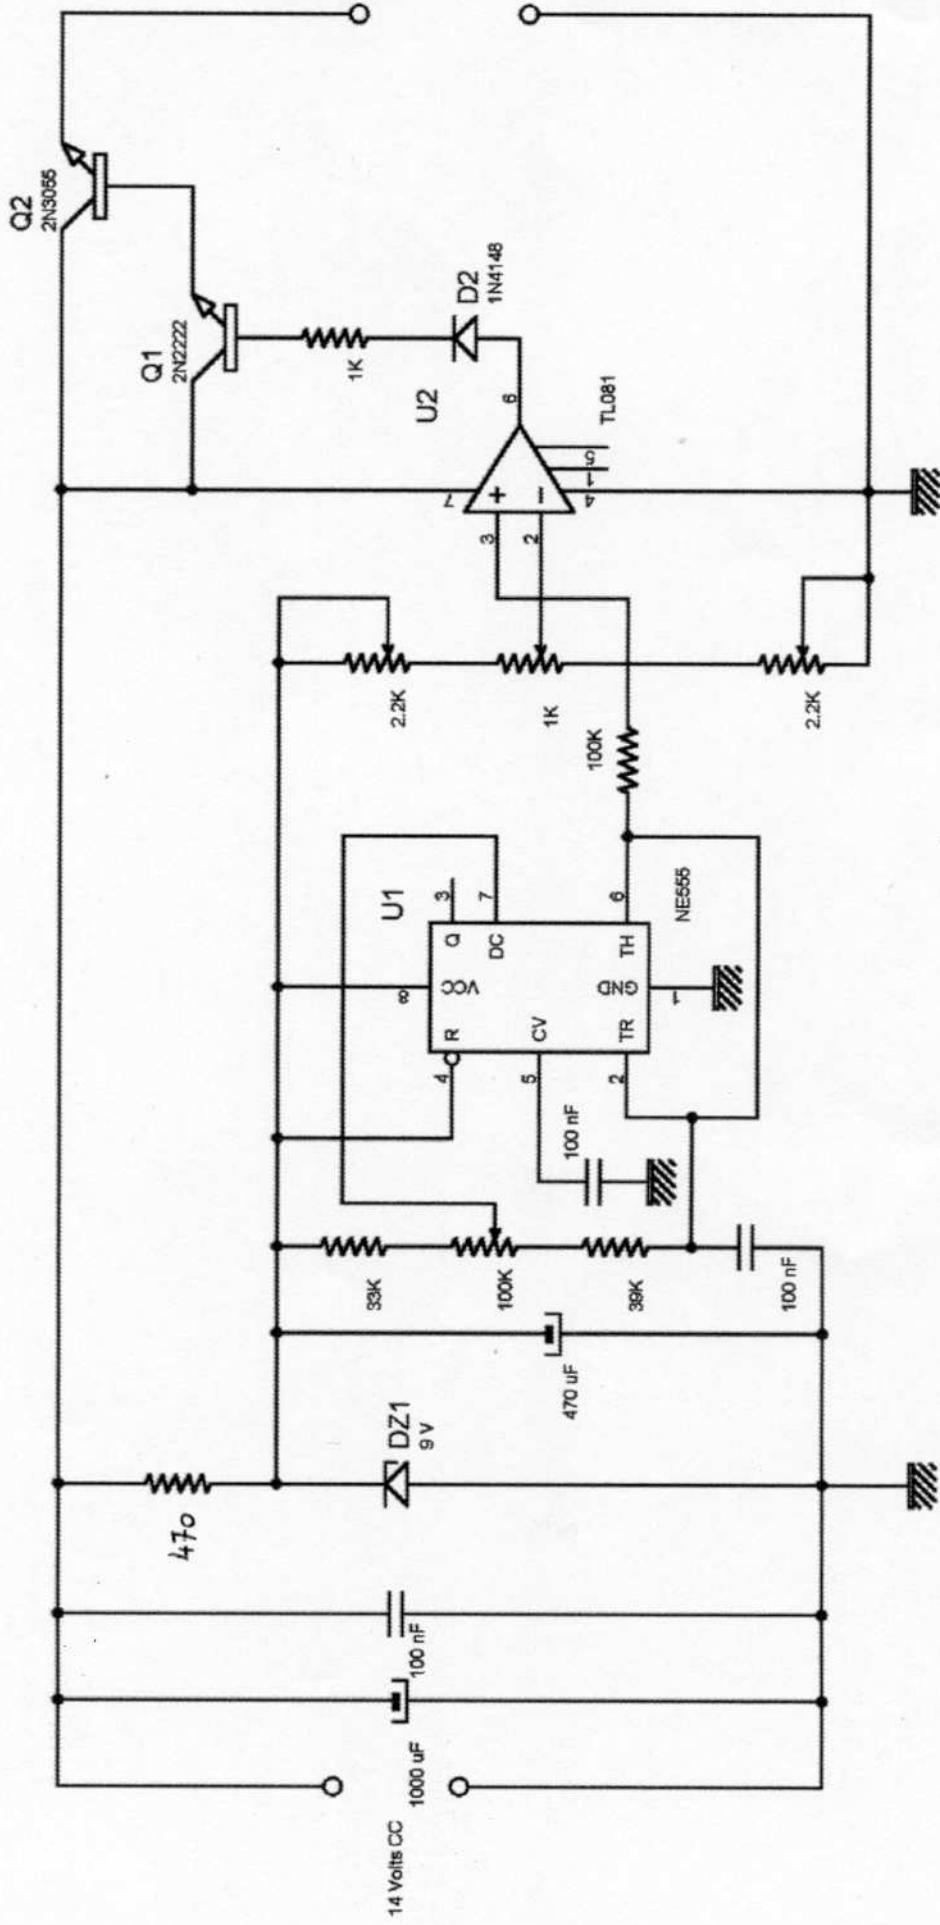 14 Volts CC
1000 uF
100 nF
470
DZ1
9 V
470 uF
33K
100K
39K
100 nF
100 nF
U1
NE555
4
R
8
VCC
3
Q
7
DC
5
CV
2
TR
1
GND
6
TH
100K
2.2K
1K
2.2K
U2
TL081
3
2
+
−
7
4
1
5
6
D2
1N4148
1K
Q1
2N2222
Q2
2N3055